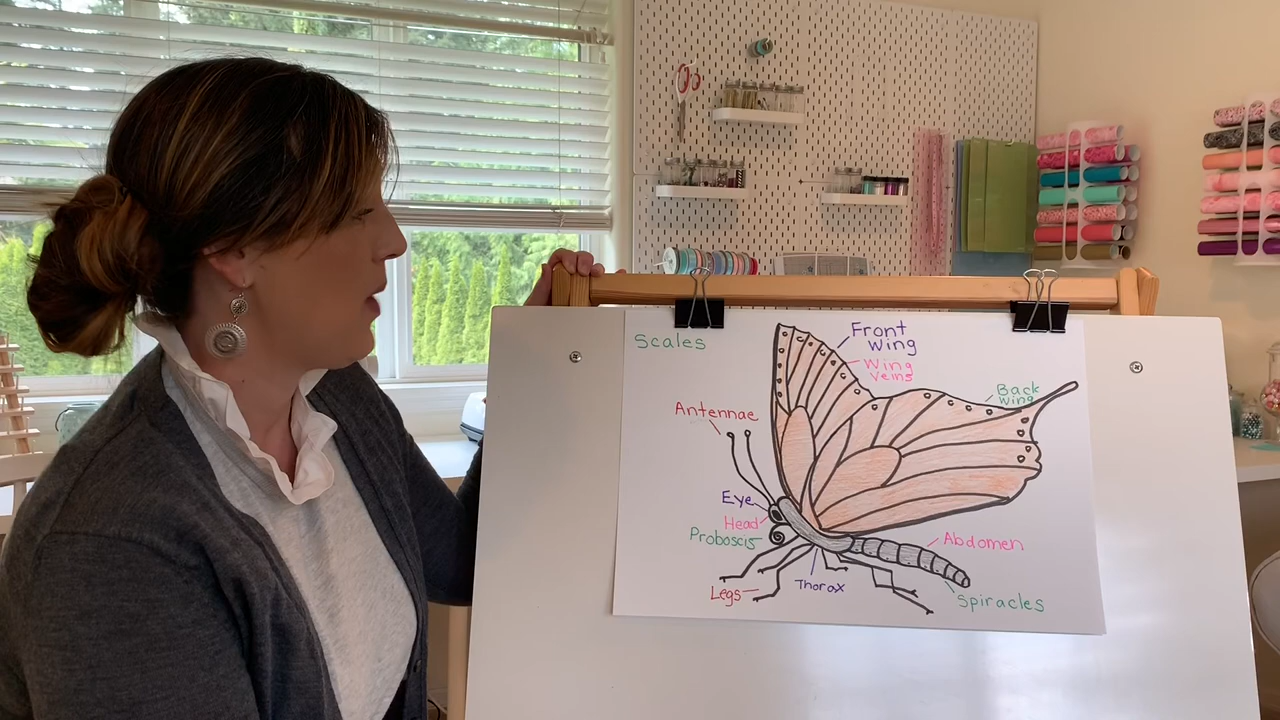 Scales
Front
wing
Wing
Veins
Back
wing
Antennae
Eye
Head
Proboscis
Abdomen
Legs
Thorax
Spiracles